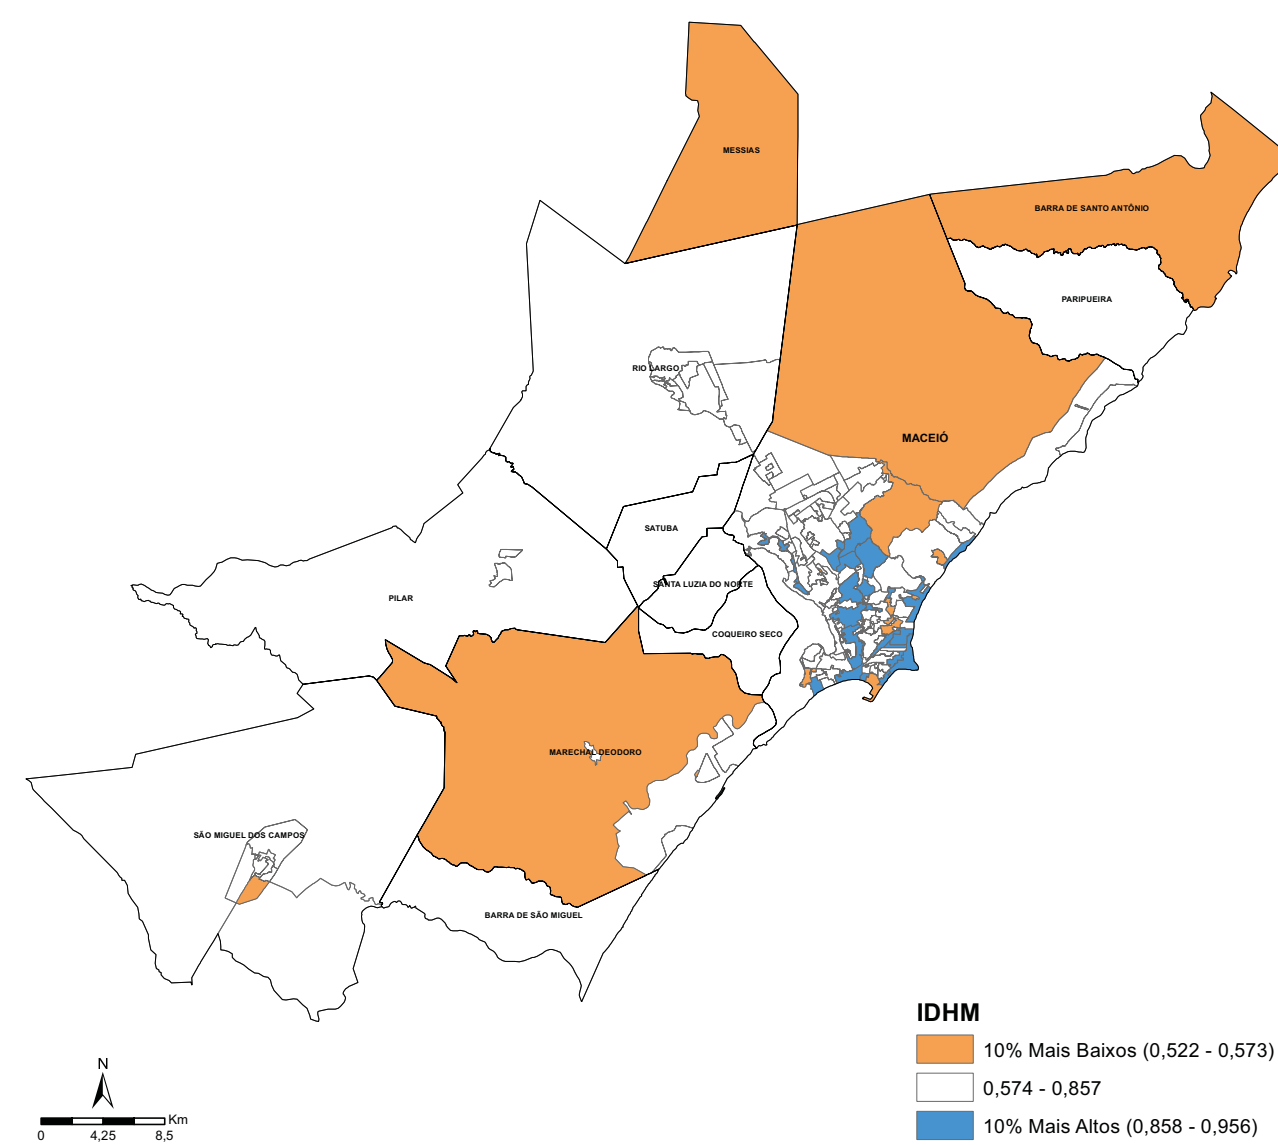 MESSIAS
BARRA DE SANTO ANTÔNIO
PARIPUEIRA
RIO LARGO
MACEIÓ
SATUBA
SANTA LUZIA DO NORTE
PILAR
COQUEIRO SECO
MARECHAL DEODORO
SÃO MIGUEL DOS CAMPOS
BARRA DE SÃO MIGUEL
IDHM
10% Mais Baixos (0,522 - 0,573)
0,574 - 0,857
10% Mais Altos (0,858 - 0,956)
N
Km
0 4,25 8,5